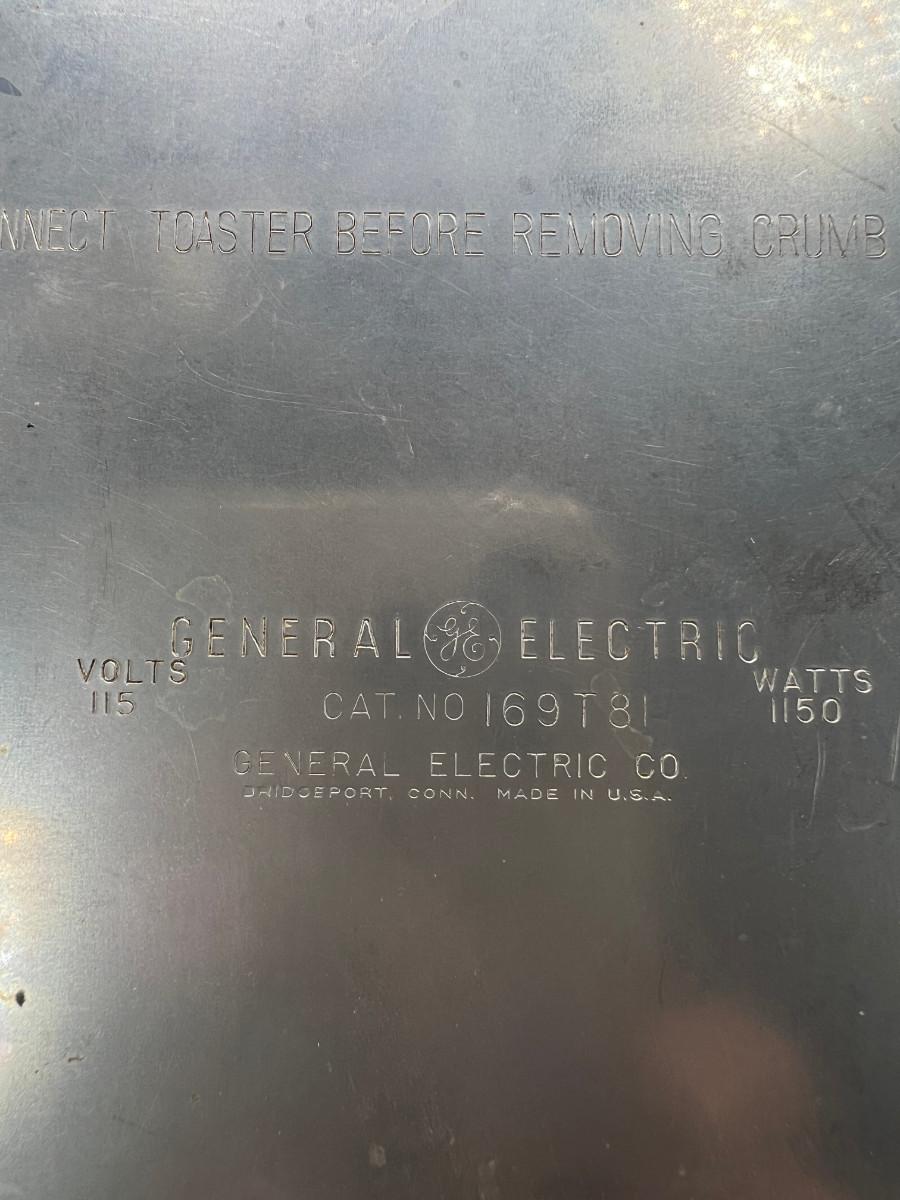 NNECT TOASTER BEFORE REMOVING CRUMB
GENERAL GE ELECTRIC
VOLTS
115
WATTS
1150
CAT. NO 169T81
GENERAL ELECTRIC CO.
BRIDGEPORT, CONN. MADE IN U.S.A.